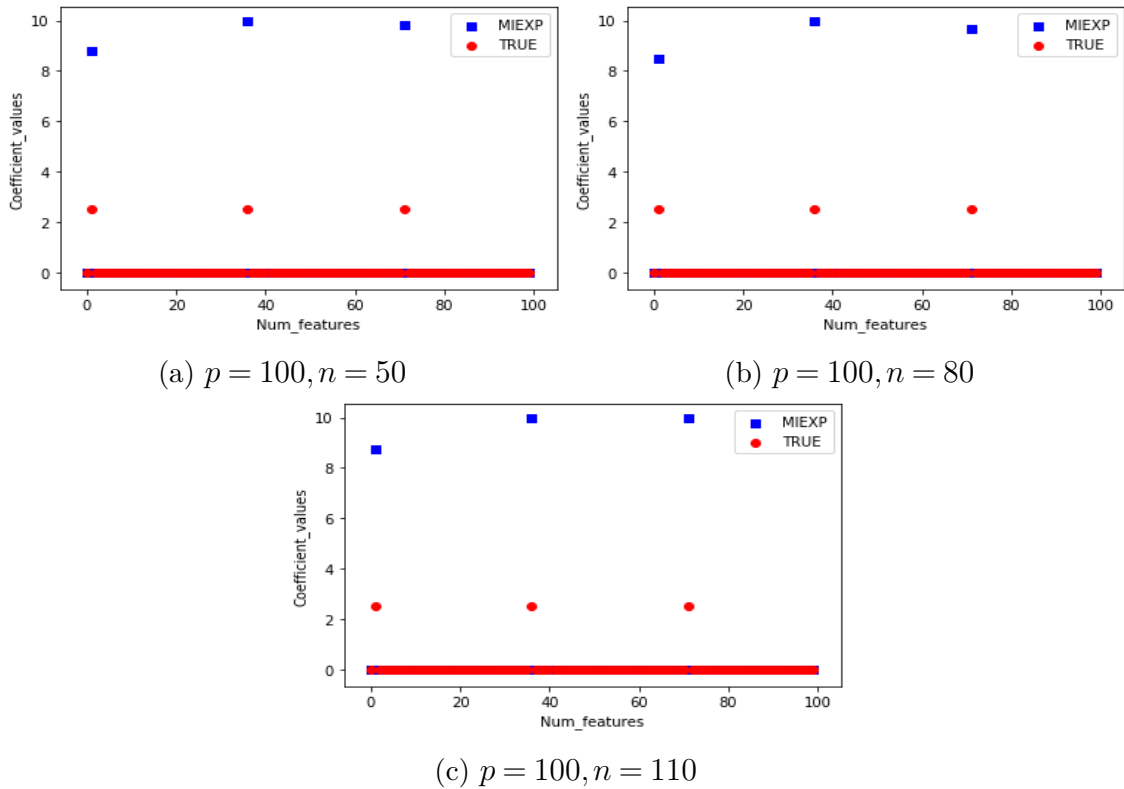 10
8
6
4
2
0
Coefficient_values
MIEXP
TRUE
0 20 40 60 80 100
Num_features
(a) p = 100, n = 50
10
8
6
4
2
0
Coefficient_values
MIEXP
TRUE
0 20 40 60 80 100
Num_features
(b) p = 100, n = 80
10
8
6
4
2
0
Coefficient_values
MIEXP
TRUE
0 20 40 60 80 100
Num_features
(c) p = 100, n = 110